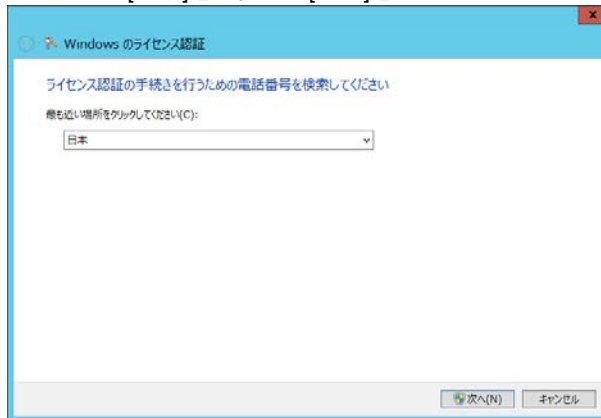 Windows のライセンス認証
ライセンス認証の手続きを行うための電話番号を検索してください
最も近い場所をクリックしてください(C):
日本
次へ(N)
キャンセル